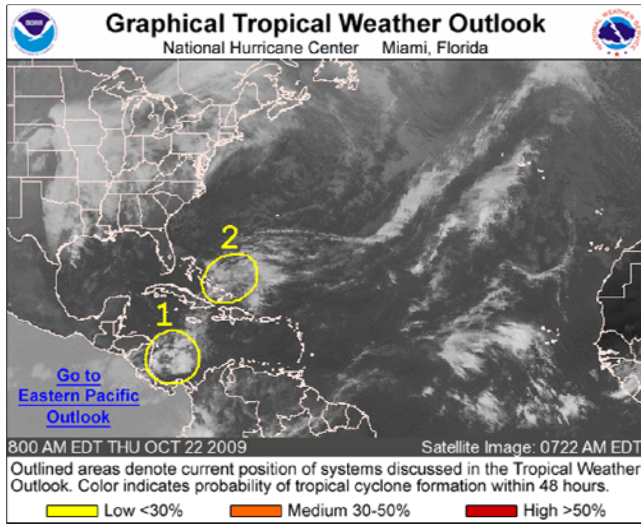 Graphical Tropical Weather Outlook
National Hurricane Center Miami, Florida
2
1
Go to
Eastern Pacific
Outlook
800 AM EDT THU OCT 22 2009 Satellite Image: 0722 AM EDT
Outlined areas denote current position of systems discussed in the Tropical Weather
Outlook. Color indicates probability of tropical cyclone formation within 48 hours.
Low <30% Medium 30-50% High >50%